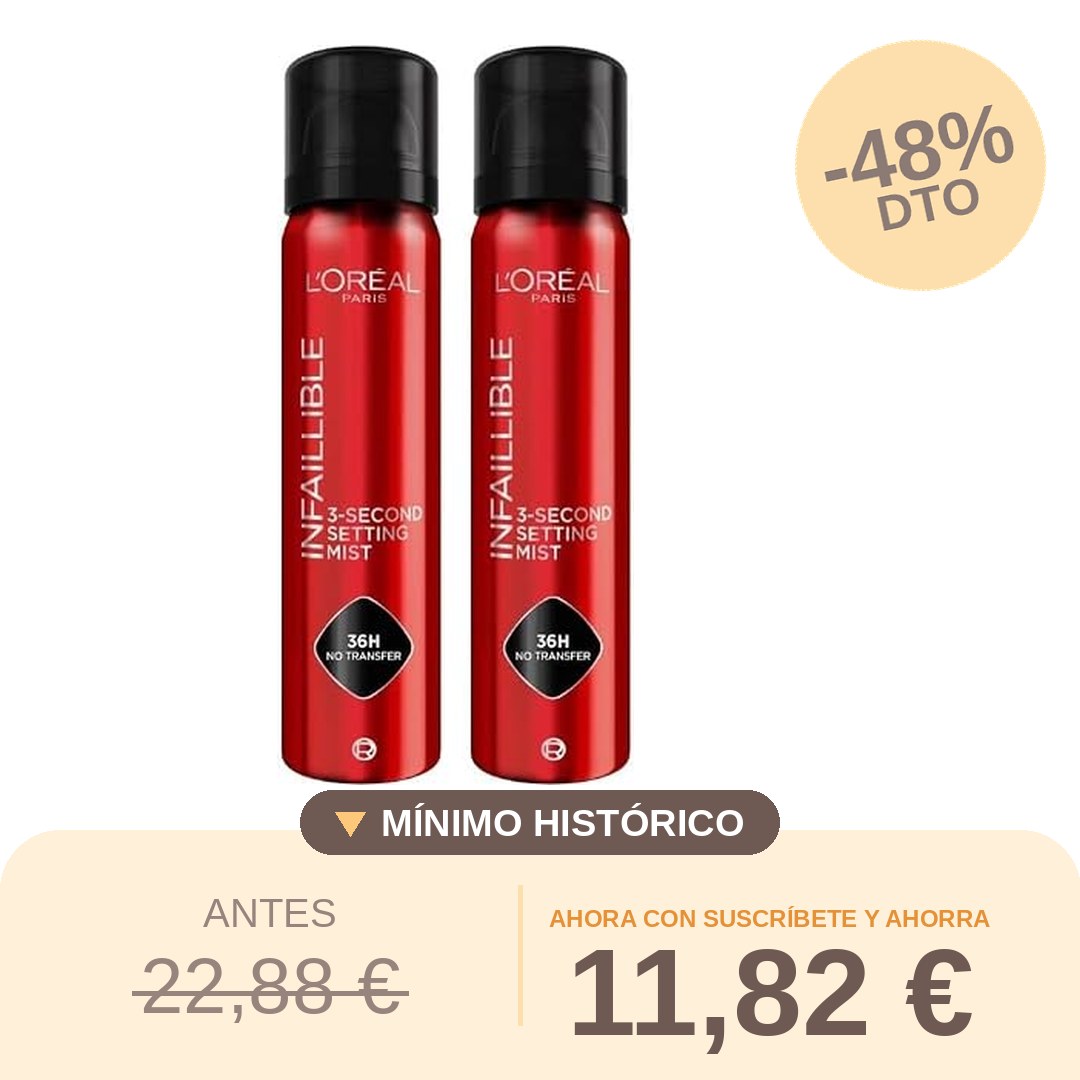 -48%
DTO
L'ORÉAL
PARIS
INFAILLIBLE
3-SECOND
SETTING
MIST
36H
NO TRANSFER
L'ORÉAL
PARIS
INFAILLIBLE
3-SECOND
SETTING
MIST
36H
NO TRANSFER
MÍNIMO HISTÓRICO
ANTES
22,88 €
AHORA CON SUSCRÍBETE Y AHORRA
11,82 €